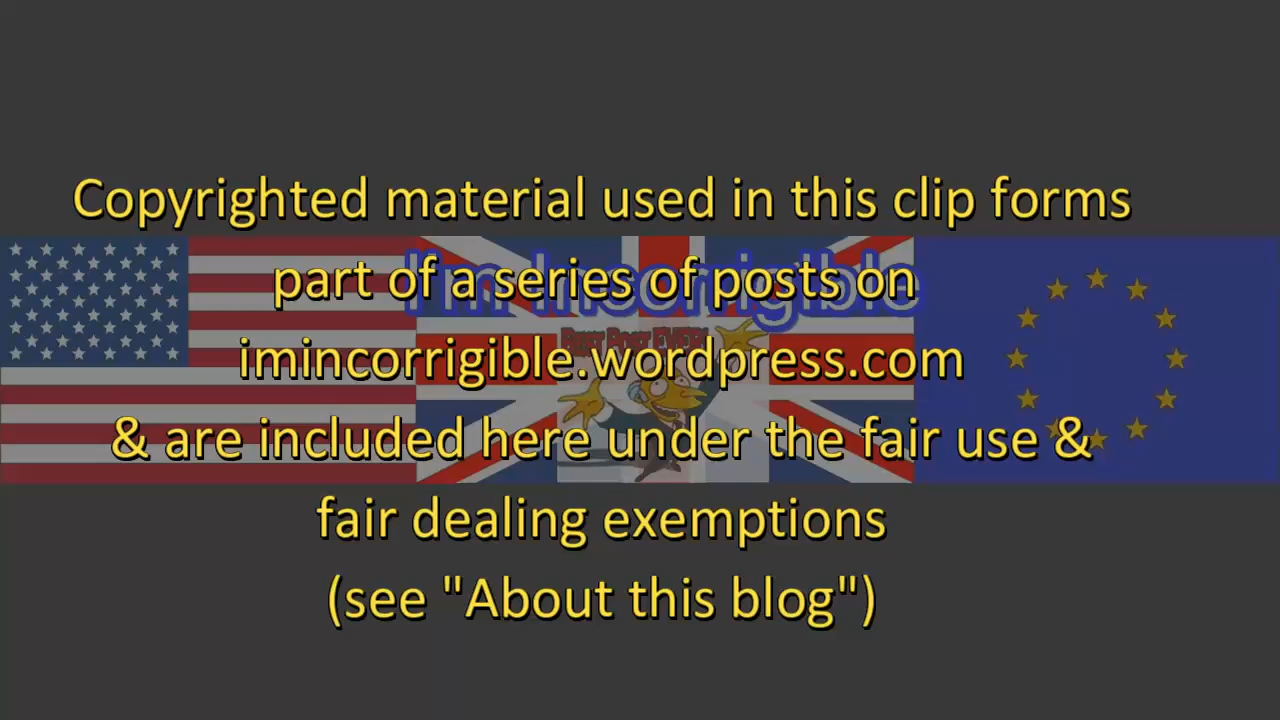 Copyrighted material used in this clip forms
part of a series of posts on
I'm Incorrigible
imincorrigible.wordpress.com
& are included here under the fair use &
fair dealing exemptions
(see "About this blog")